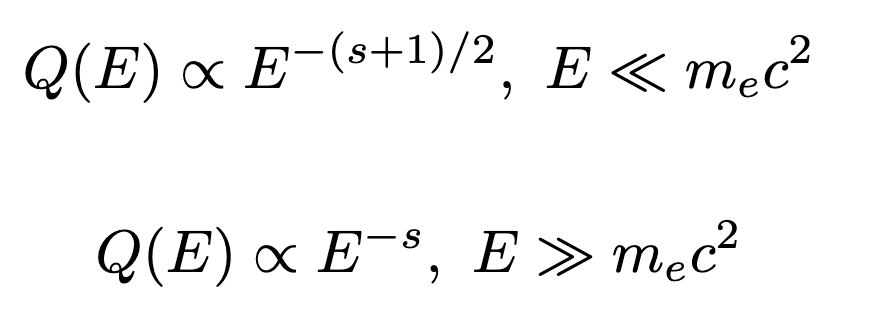 Q(E) ∝ E^{−(s+1)/2}, E ≪ m_e c^2
Q(E) ∝ E^{−s}, E ≫ m_e c^2